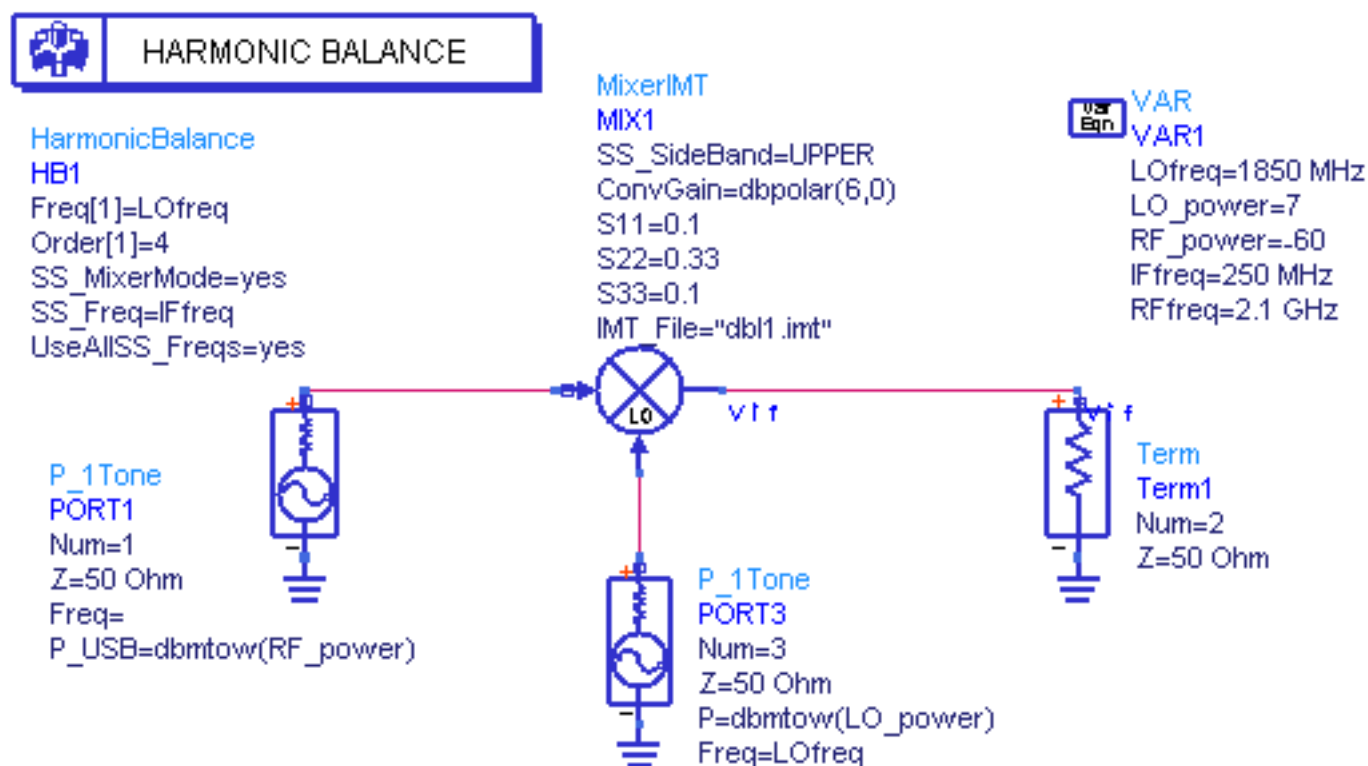 HARMONIC BALANCE
HarmonicBalance
HB1
Freq[1]=LOfreq
Order[1]=4
SS_MixerMode=yes
SS_Freq=IFfreq
UseAllSS_Freqs=yes
MixerIMT
MIX1
SS_SideBand=UPPER
ConvGain=dbpolar(6,0)
S11=0.1
S22=0.33
S33=0.1
IMT_File="dbl1.imt"
Var
Eqn
VAR
VAR1
LOfreq=1850 MHz
LO_power=7
RF_power=-60
IFfreq=250 MHz
RFfreq=2.1 GHz
LO
Vif
Vif
P_1Tone
PORT1
Num=1
Z=50 Ohm
Freq=
P_USB=dbmtow(RF_power)
P_1Tone
PORT3
Num=3
Z=50 Ohm
P=dbmtow(LO_power)
Freq=LOfreq
Term
Term1
Num=2
Z=50 Ohm